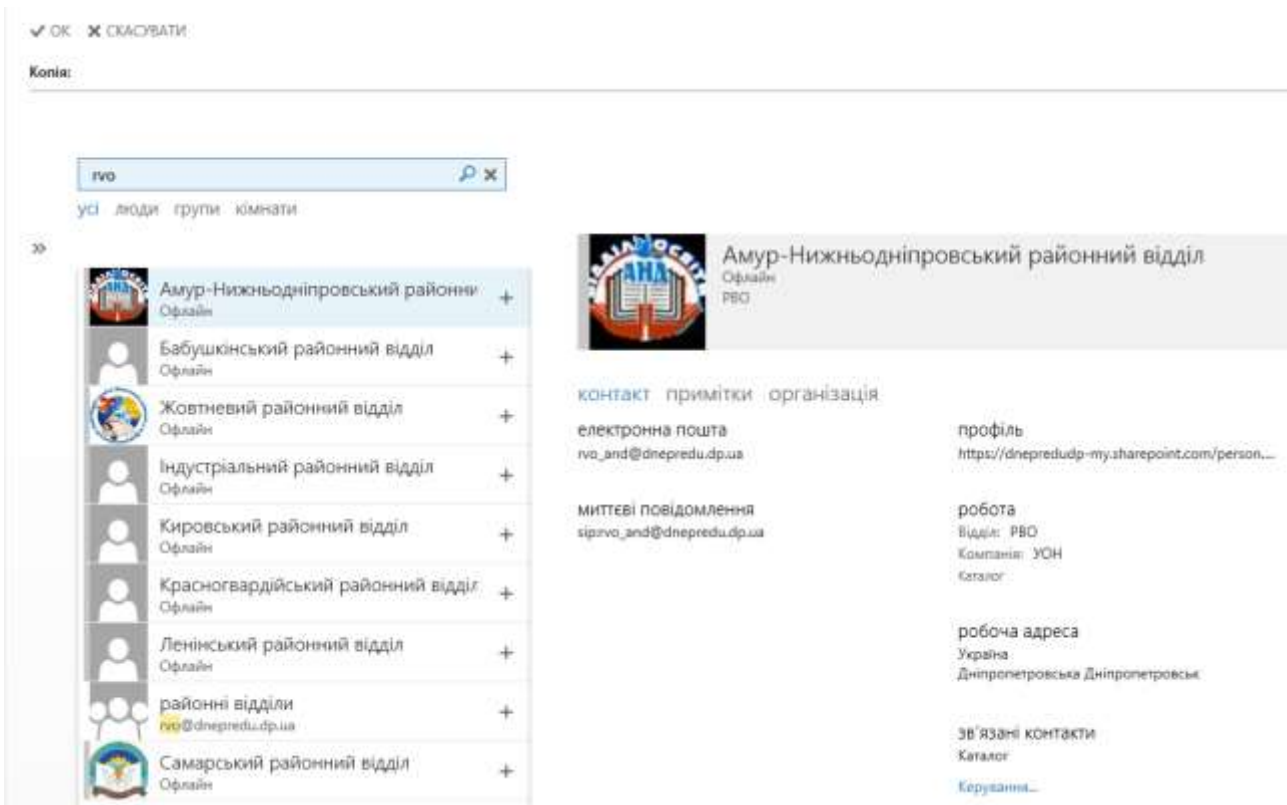 ✔ ОК ✖ СКАСУВАТИ
Копія:
rvo
усі люди групи кімнати
»
Амур-Нижньодніпровський районни
Офлайн
Бабушкінський районний відділ
Офлайн
Жовтневий районний відділ
Офлайн
Індустріальний районний відділ
Офлайн
Кировський районний відділ
Офлайн
Красногвардійський районний відділ
Офлайн
Ленінський районний відділ
Офлайн
районні відділи
rvo@dnepredu.dp.ua
Самарський районний відділ
Офлайн
АНД
Амур-Нижньодніпровський районний відділ
Офлайн
РВО
контакт примітки організація
електронна пошта
rvo_and@dnepredu.dp.ua
миттєві повідомлення
sip:rvo_and@dnepredu.dp.ua
профіль
https://dnepredudp-my.sharepoint.com/person....
робота
Відділ: РВО
Компанія: УОН
Каталог
робоча адреса
Україна
Дніпропетровська Дніпропетровськ
зв'язані контакти
Каталог
Керування...